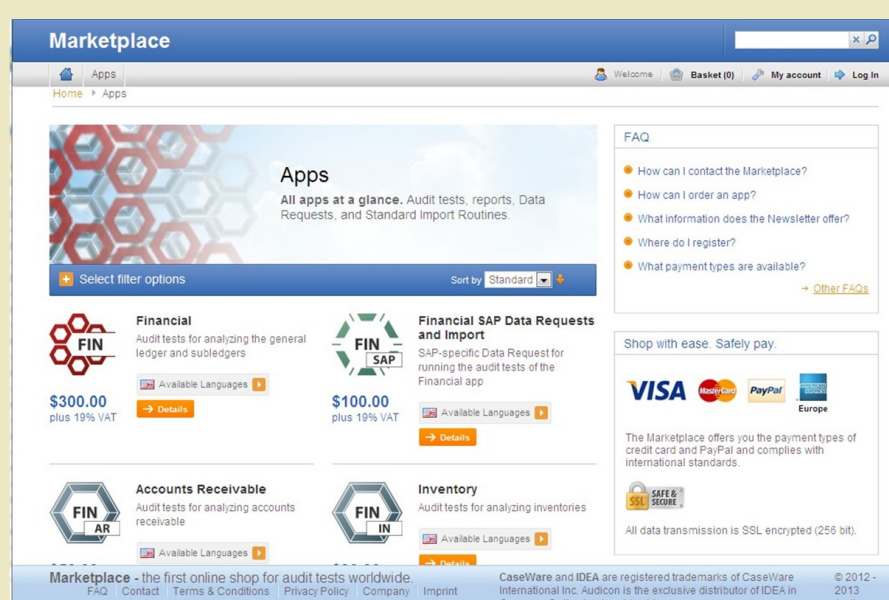 Marketplace
Apps
Welcome
Basket (0)
My account
Log In
Home
Apps
Apps
All apps at a glance. Audit tests, reports, Data
Requests, and Standard Import Routines.
Select filter options
Sort by
Standard
FIN
Financial
Audit tests for analyzing the general
ledger and subledgers
Available Languages
$300.00
plus 19% VAT
Details
FIN
SAP
Financial SAP Data Requests
and Import
SAP-specific Data Request for
running the audit tests of the
Financial app
$100.00
plus 19% VAT
Available Languages
Details
FIN
AR
Accounts Receivable
Audit tests for analyzing accounts
receivable
Available Languages
FIN
IN
Inventory
Audit tests for analyzing inventories
Available Languages
Details
FAQ
How can I contact the Marketplace?
How can I order an app?
What information does the Newsletter offer?
Where do I register?
What payment types are available?
Other FAQs
Shop with ease. Safely pay.
VISA
MasterCard
PayPal
AMERICAN EXPRESS
Europe
The Marketplace offers you the payment types of
credit card and PayPal and complies with
international standards.
SSL
SAFE &
SECURE
All data transmission is SSL encrypted (256 bit).
Marketplace - the first online shop for audit tests worldwide.
FAQ Contact Terms & Conditions Privacy Policy Company Imprint
CaseWare and IDEA are registered trademarks of CaseWare
International Inc. Audicon is the exclusive distributor of IDEA in
© 2012 -
2013